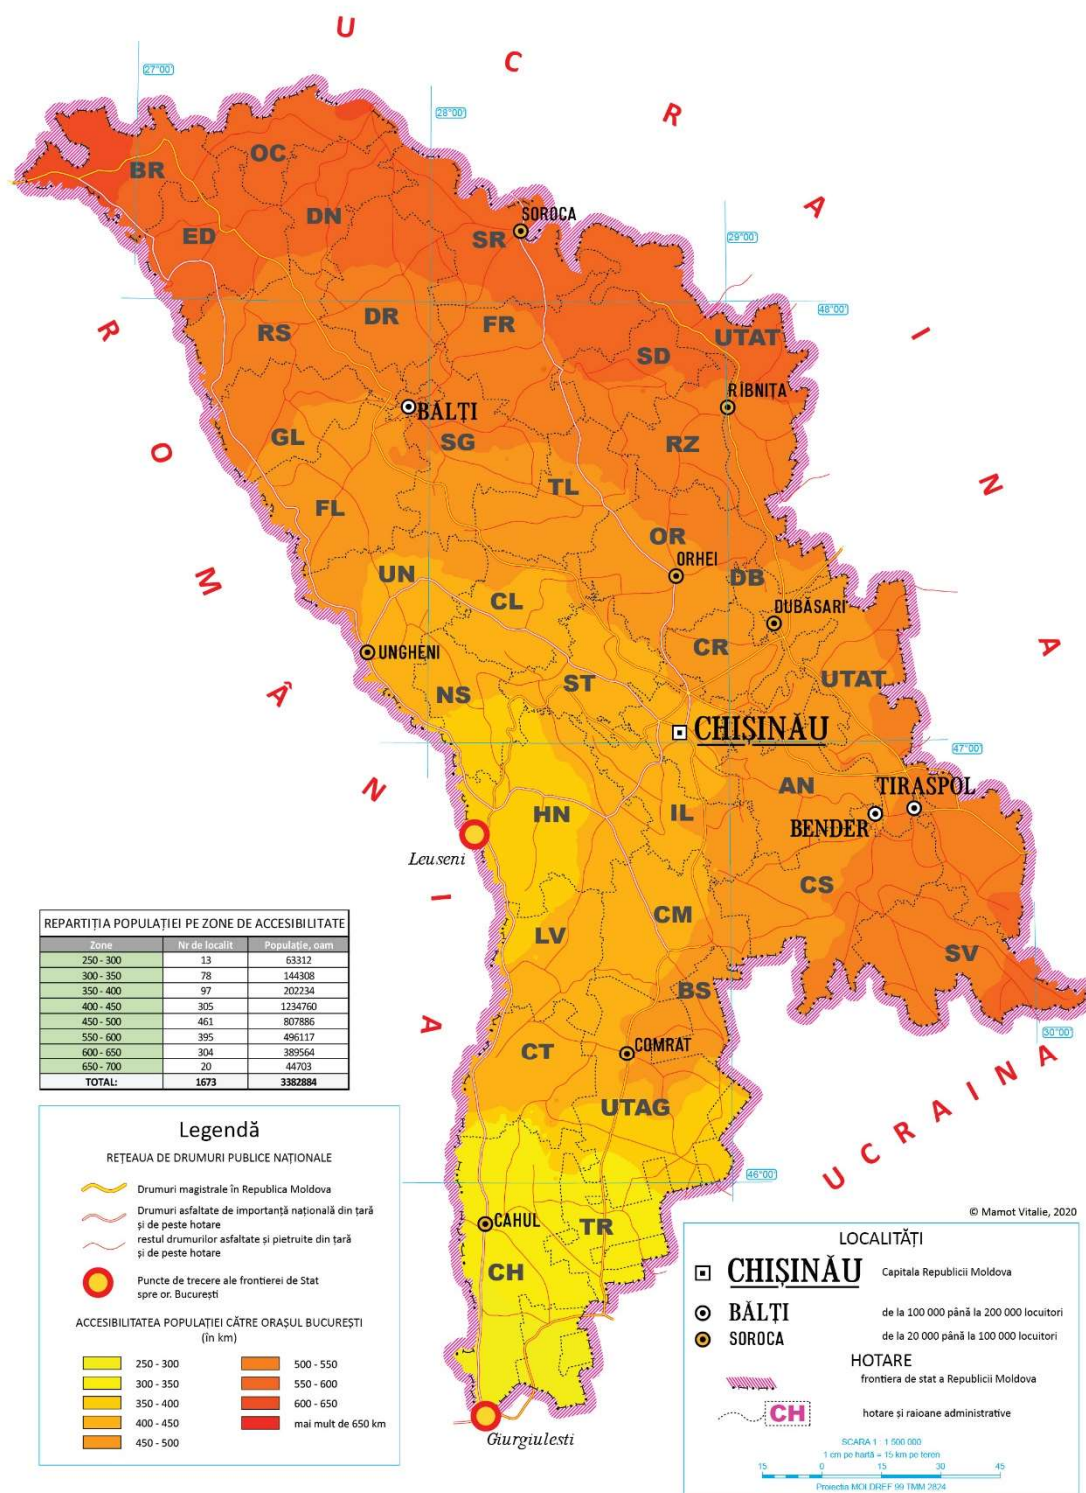 UCRAINA
ROMÂNIA
UCRAINA
27°00'
28°00'
29°00'
48°00'
47°00'
30°00'
46°00'
BR
OC
DN
ED
SR
SOROCA
RS
DR
FR
SD
UTAT
RÎBNIȚA
BĂLȚI
GL
SG
RZ
FL
TL
OR
ORHEI
DB
UN
CL
DUBĂSARI
UNGHENI
CR
NS
ST
UTAT
CHIȘINĂU
AN
TIRASPOL
BENDER
HN
IL
Leuseni
CS
LV
CM
SV
BS
CT
COMRAT
UTAG
CAHUL
TR
CH
Giurgiulesti
REPARTIȚIA POPULAȚIEI PE ZONE DE ACCESIBILITATE
Zone Nr de localit Populație, oam
250 - 300 13 63312
300 - 350 78 144308
350 - 400 97 202234
400 - 450 305 1234760
450 - 500 461 807886
550 - 600 395 496117
600 - 650 304 389564
650 - 700 20 44703
TOTAL: 1673 3382884
Legendă
REȚEAUA DE DRUMURI PUBLICE NAȚIONALE
Drumuri magistrale în Republica Moldova
Drumuri asfaltate de importanță națională din țară
și de peste hotare
restul drumurilor asfaltate și pietruite din țară
și de peste hotare
Puncte de trecere ale frontierei de Stat
spre or. București
ACCESIBILITATEA POPULAȚIEI CĂTRE ORAȘUL BUCUREȘTI
(în km)
250 - 300
300 - 350
350 - 400
400 - 450
450 - 500
500 - 550
550 - 600
600 - 650
mai mult de 650 km
© Mamot Vitalie, 2020
LOCALITĂȚI
CHIȘINĂU Capitala Republicii Moldova
BĂLȚI de la 100 000 până la 200 000 locuitori
SOROCA de la 20 000 până la 100 000 locuitori
HOTARE
frontiera de stat a Republicii Moldova
CH hotare și raioane administrative
SCARA 1 : 1 500 000
1 cm pe hartă = 15 km pe teren
15 0 15 30 45
Proiecția MOLDREF 99 TMM 2824